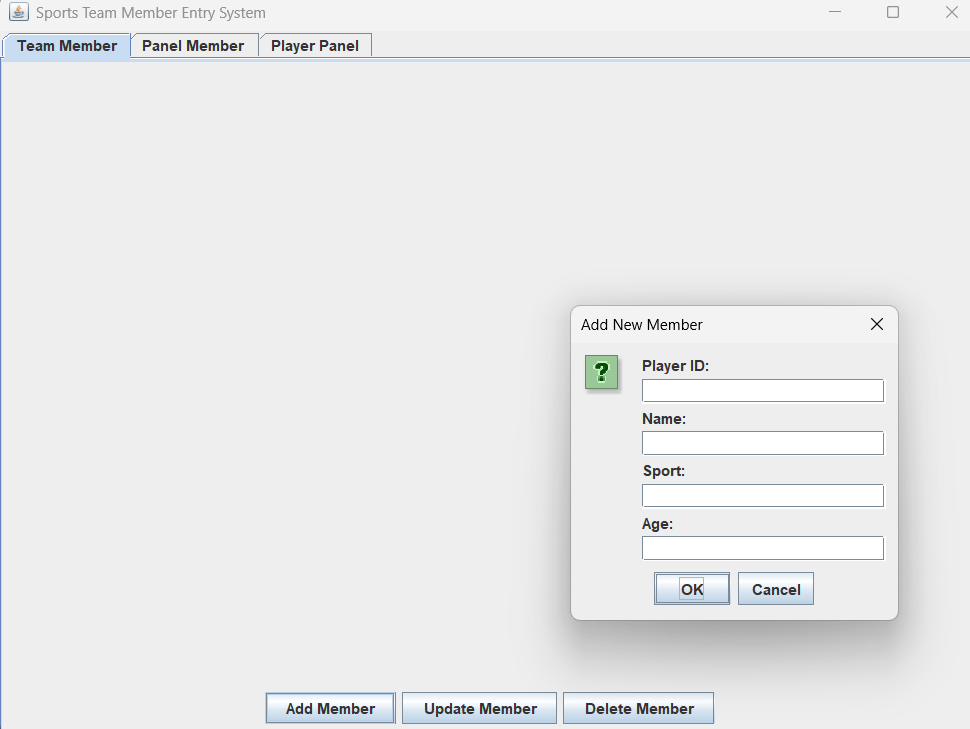 Sports Team Member Entry System
Team Member Panel Member Player Panel
Add New Member
?
Player ID:
Name:
Sport:
Age:
OK Cancel
Add Member Update Member Delete Member